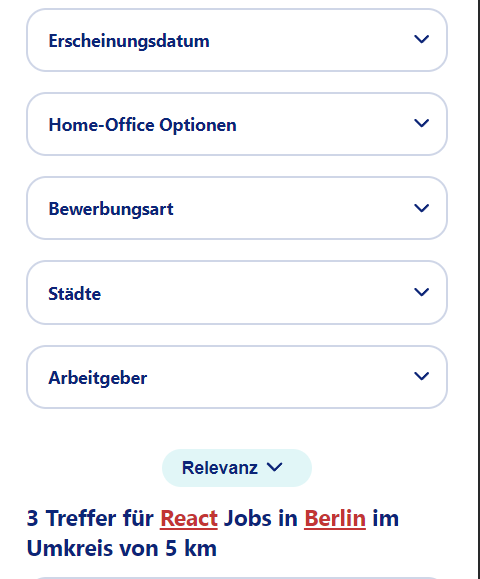 Erscheinungsdatum
Home-Office Optionen
Bewerbungsart
Städte
Arbeitgeber
Relevanz
3 Treffer für React Jobs in Berlin im
Umkreis von 5 km